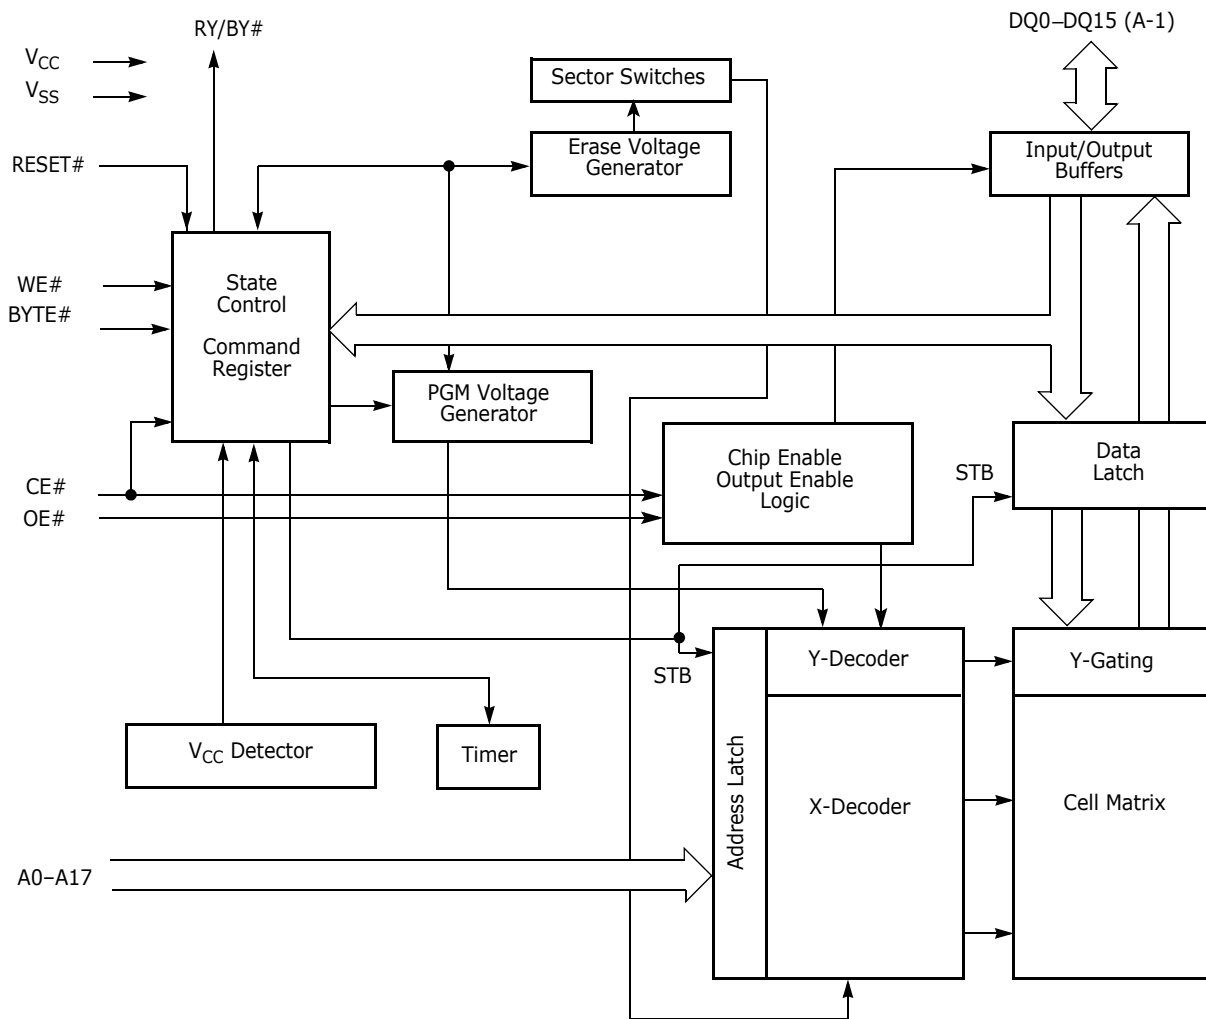 RY/BY#
DQ0–DQ15 (A-1)
VCC
VSS
Sector Switches
RESET#
Erase Voltage
Generator
Input/Output
Buffers
WE#
BYTE#
State
Control
Command
Register
PGM Voltage
Generator
CE#
OE#
Chip Enable
Output Enable
Logic
STB
Data
Latch
STB
Y-Decoder
Y-Gating
VCC Detector
Timer
Address Latch
X-Decoder
Cell Matrix
A0–A17